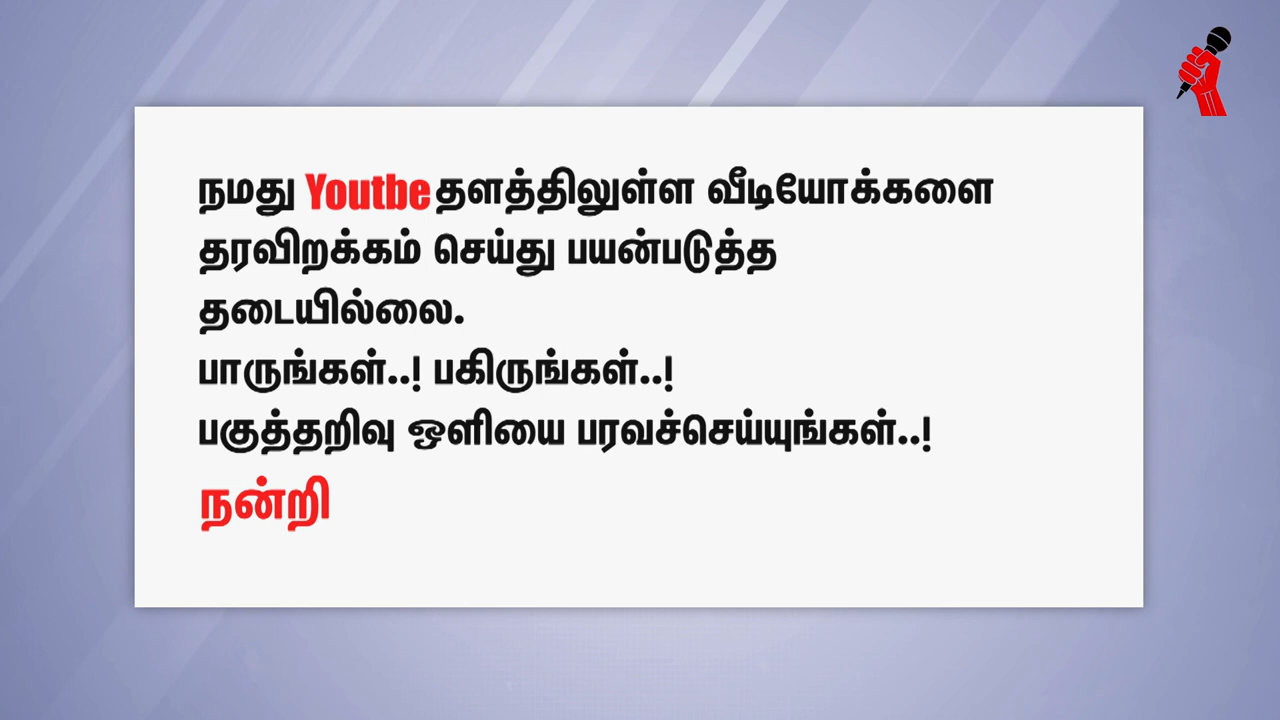 நமது Youtbe தளத்திலுள்ள வீடியோக்களை
தரவிறக்கம் செய்து பயன்படுத்த
தடையில்லை.
பாருங்கள்..! பகிருங்கள்..!
பகுத்தறிவு ஒளியை பரவச்செய்யுங்கள்..!
நன்றி